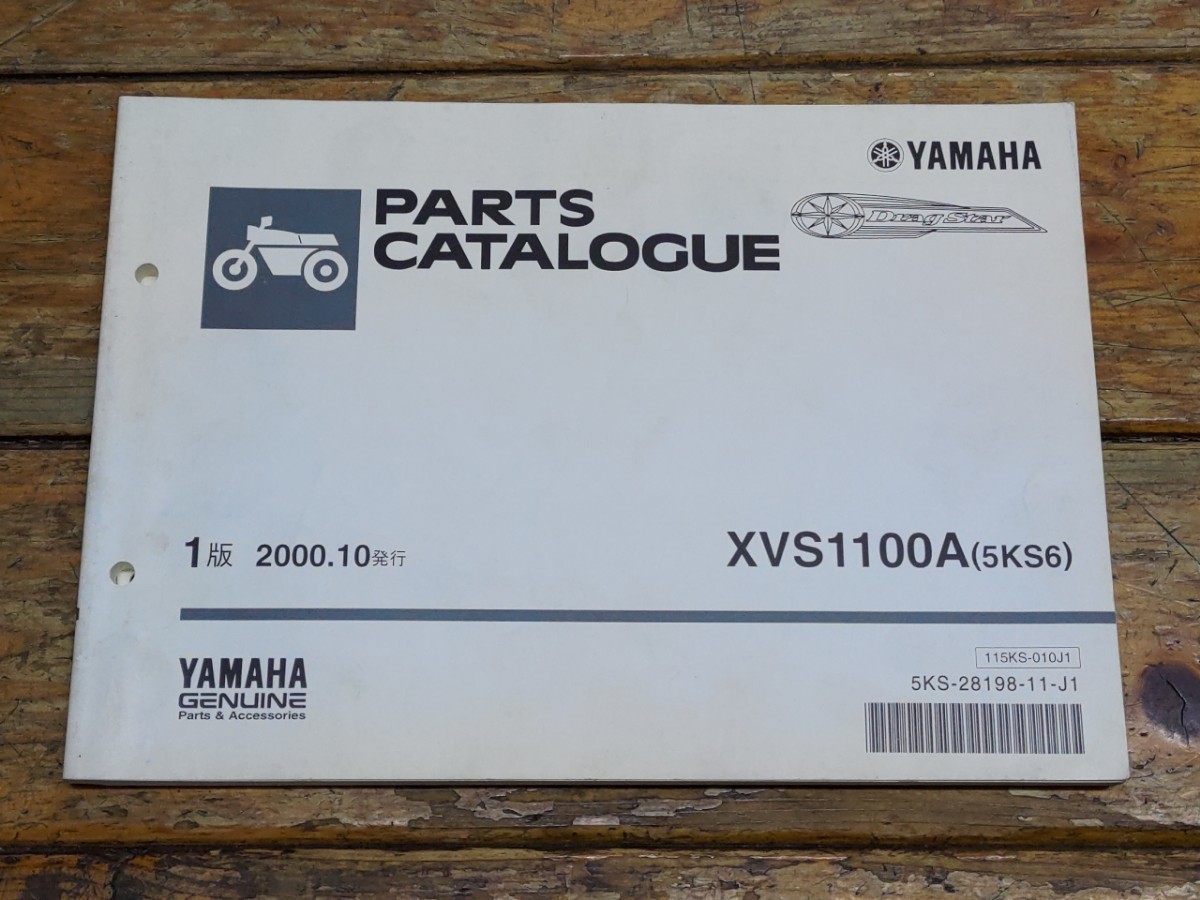 YAMAHA
Drag Star
PARTS
CATALOGUE
1版 2000.10発行
XVS1100A(5KS6)
115KS-010J1
5KS-28198-11-J1
YAMAHA
GENUINE
Parts & Accessories